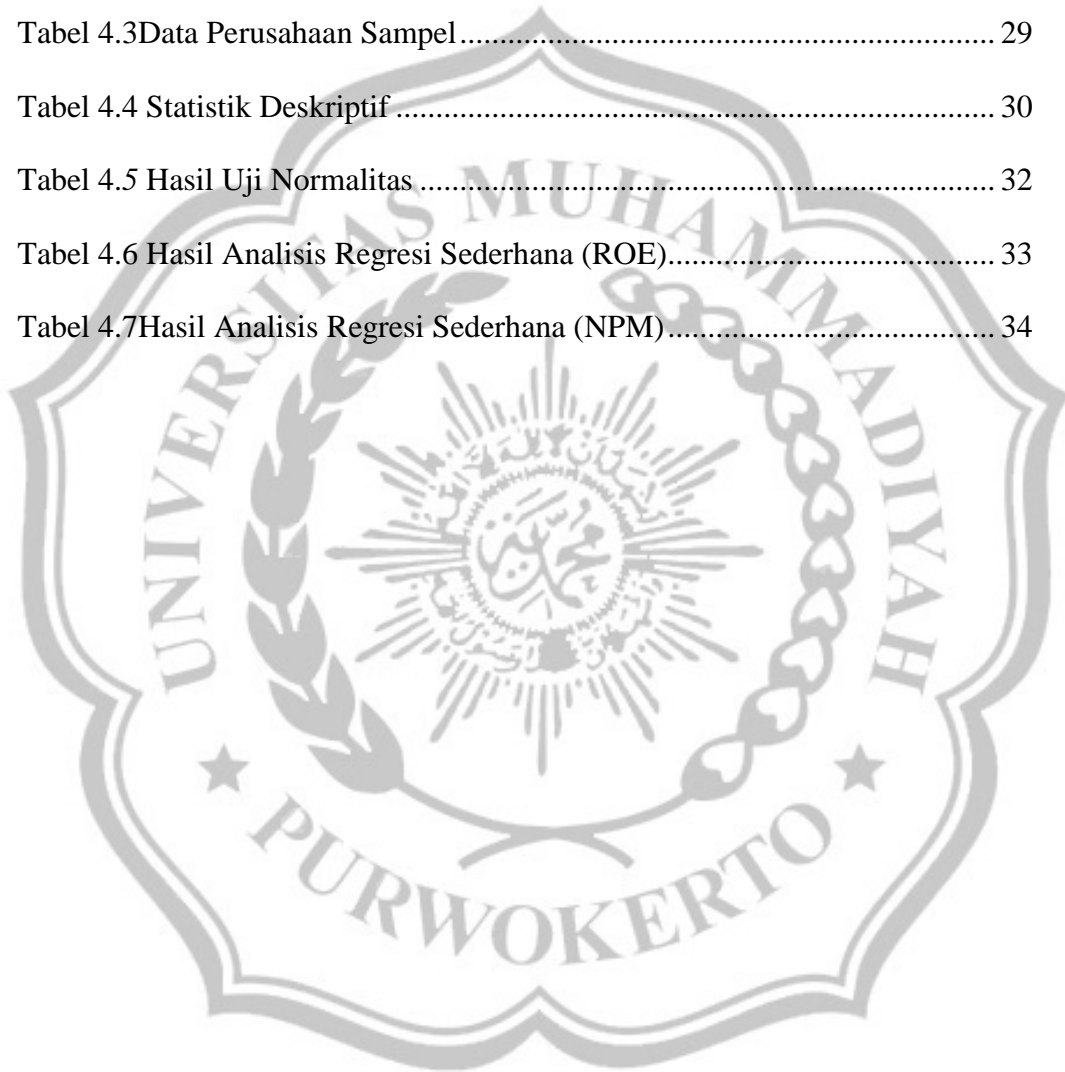 Tabel 4.3Data Perusahaan Sampel.................................................................... 29
Tabel 4.4 Statistik Deskriptif ............................................................................ 30
Tabel 4.5 Hasil Uji Normalitas ......................................................................... 32
Tabel 4.6 Hasil Analisis Regresi Sederhana (ROE)......................................... 33
Tabel 4.7Hasil Analisis Regresi Sederhana (NPM) ......................................... 34
UNIVERSITAS MUHAMMADIYAH
PURWOKERTO